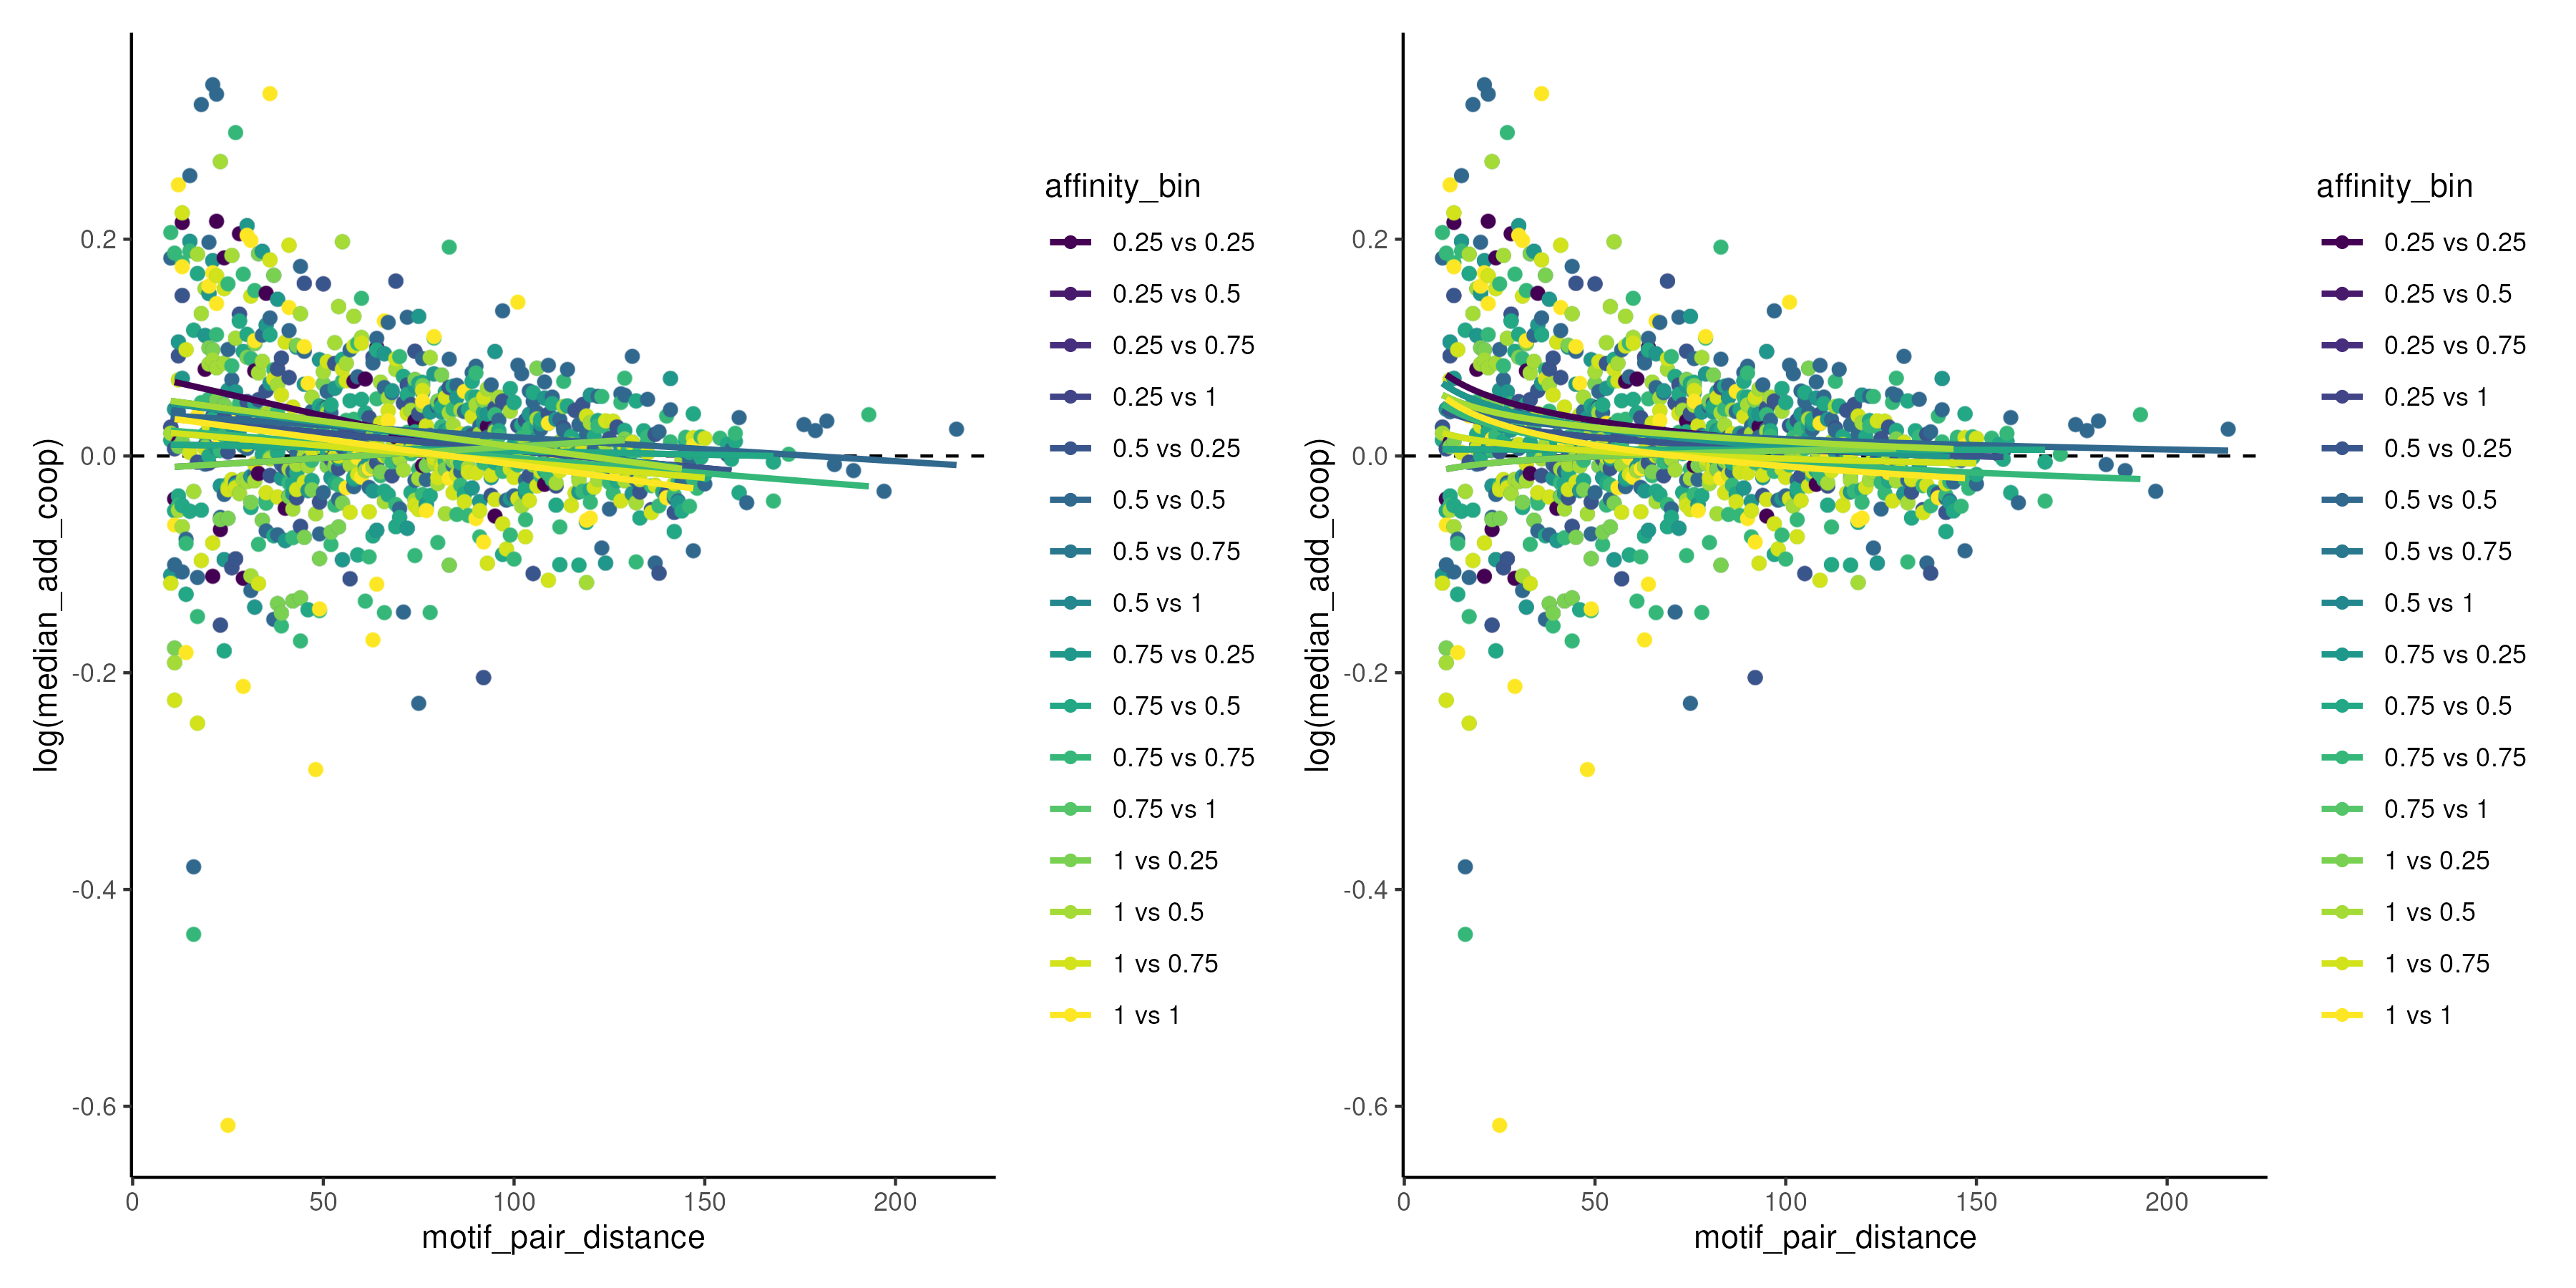 log(median_add_coop)
0.2
0.0
-0.2
-0.4
-0.6
0
50
100
150
200
motif_pair_distance
affinity_bin
0.25 vs 0.25
0.25 vs 0.5
0.25 vs 0.75
0.25 vs 1
0.5 vs 0.25
0.5 vs 0.5
0.5 vs 0.75
0.5 vs 1
0.75 vs 0.25
0.75 vs 0.5
0.75 vs 0.75
0.75 vs 1
1 vs 0.25
1 vs 0.5
1 vs 0.75
1 vs 1
log(median_add_coop)
0.2
0.0
-0.2
-0.4
-0.6
0
50
100
150
200
motif_pair_distance
affinity_bin
0.25 vs 0.25
0.25 vs 0.5
0.25 vs 0.75
0.25 vs 1
0.5 vs 0.25
0.5 vs 0.5
0.5 vs 0.75
0.5 vs 1
0.75 vs 0.25
0.75 vs 0.5
0.75 vs 0.75
0.75 vs 1
1 vs 0.25
1 vs 0.5
1 vs 0.75
1 vs 1